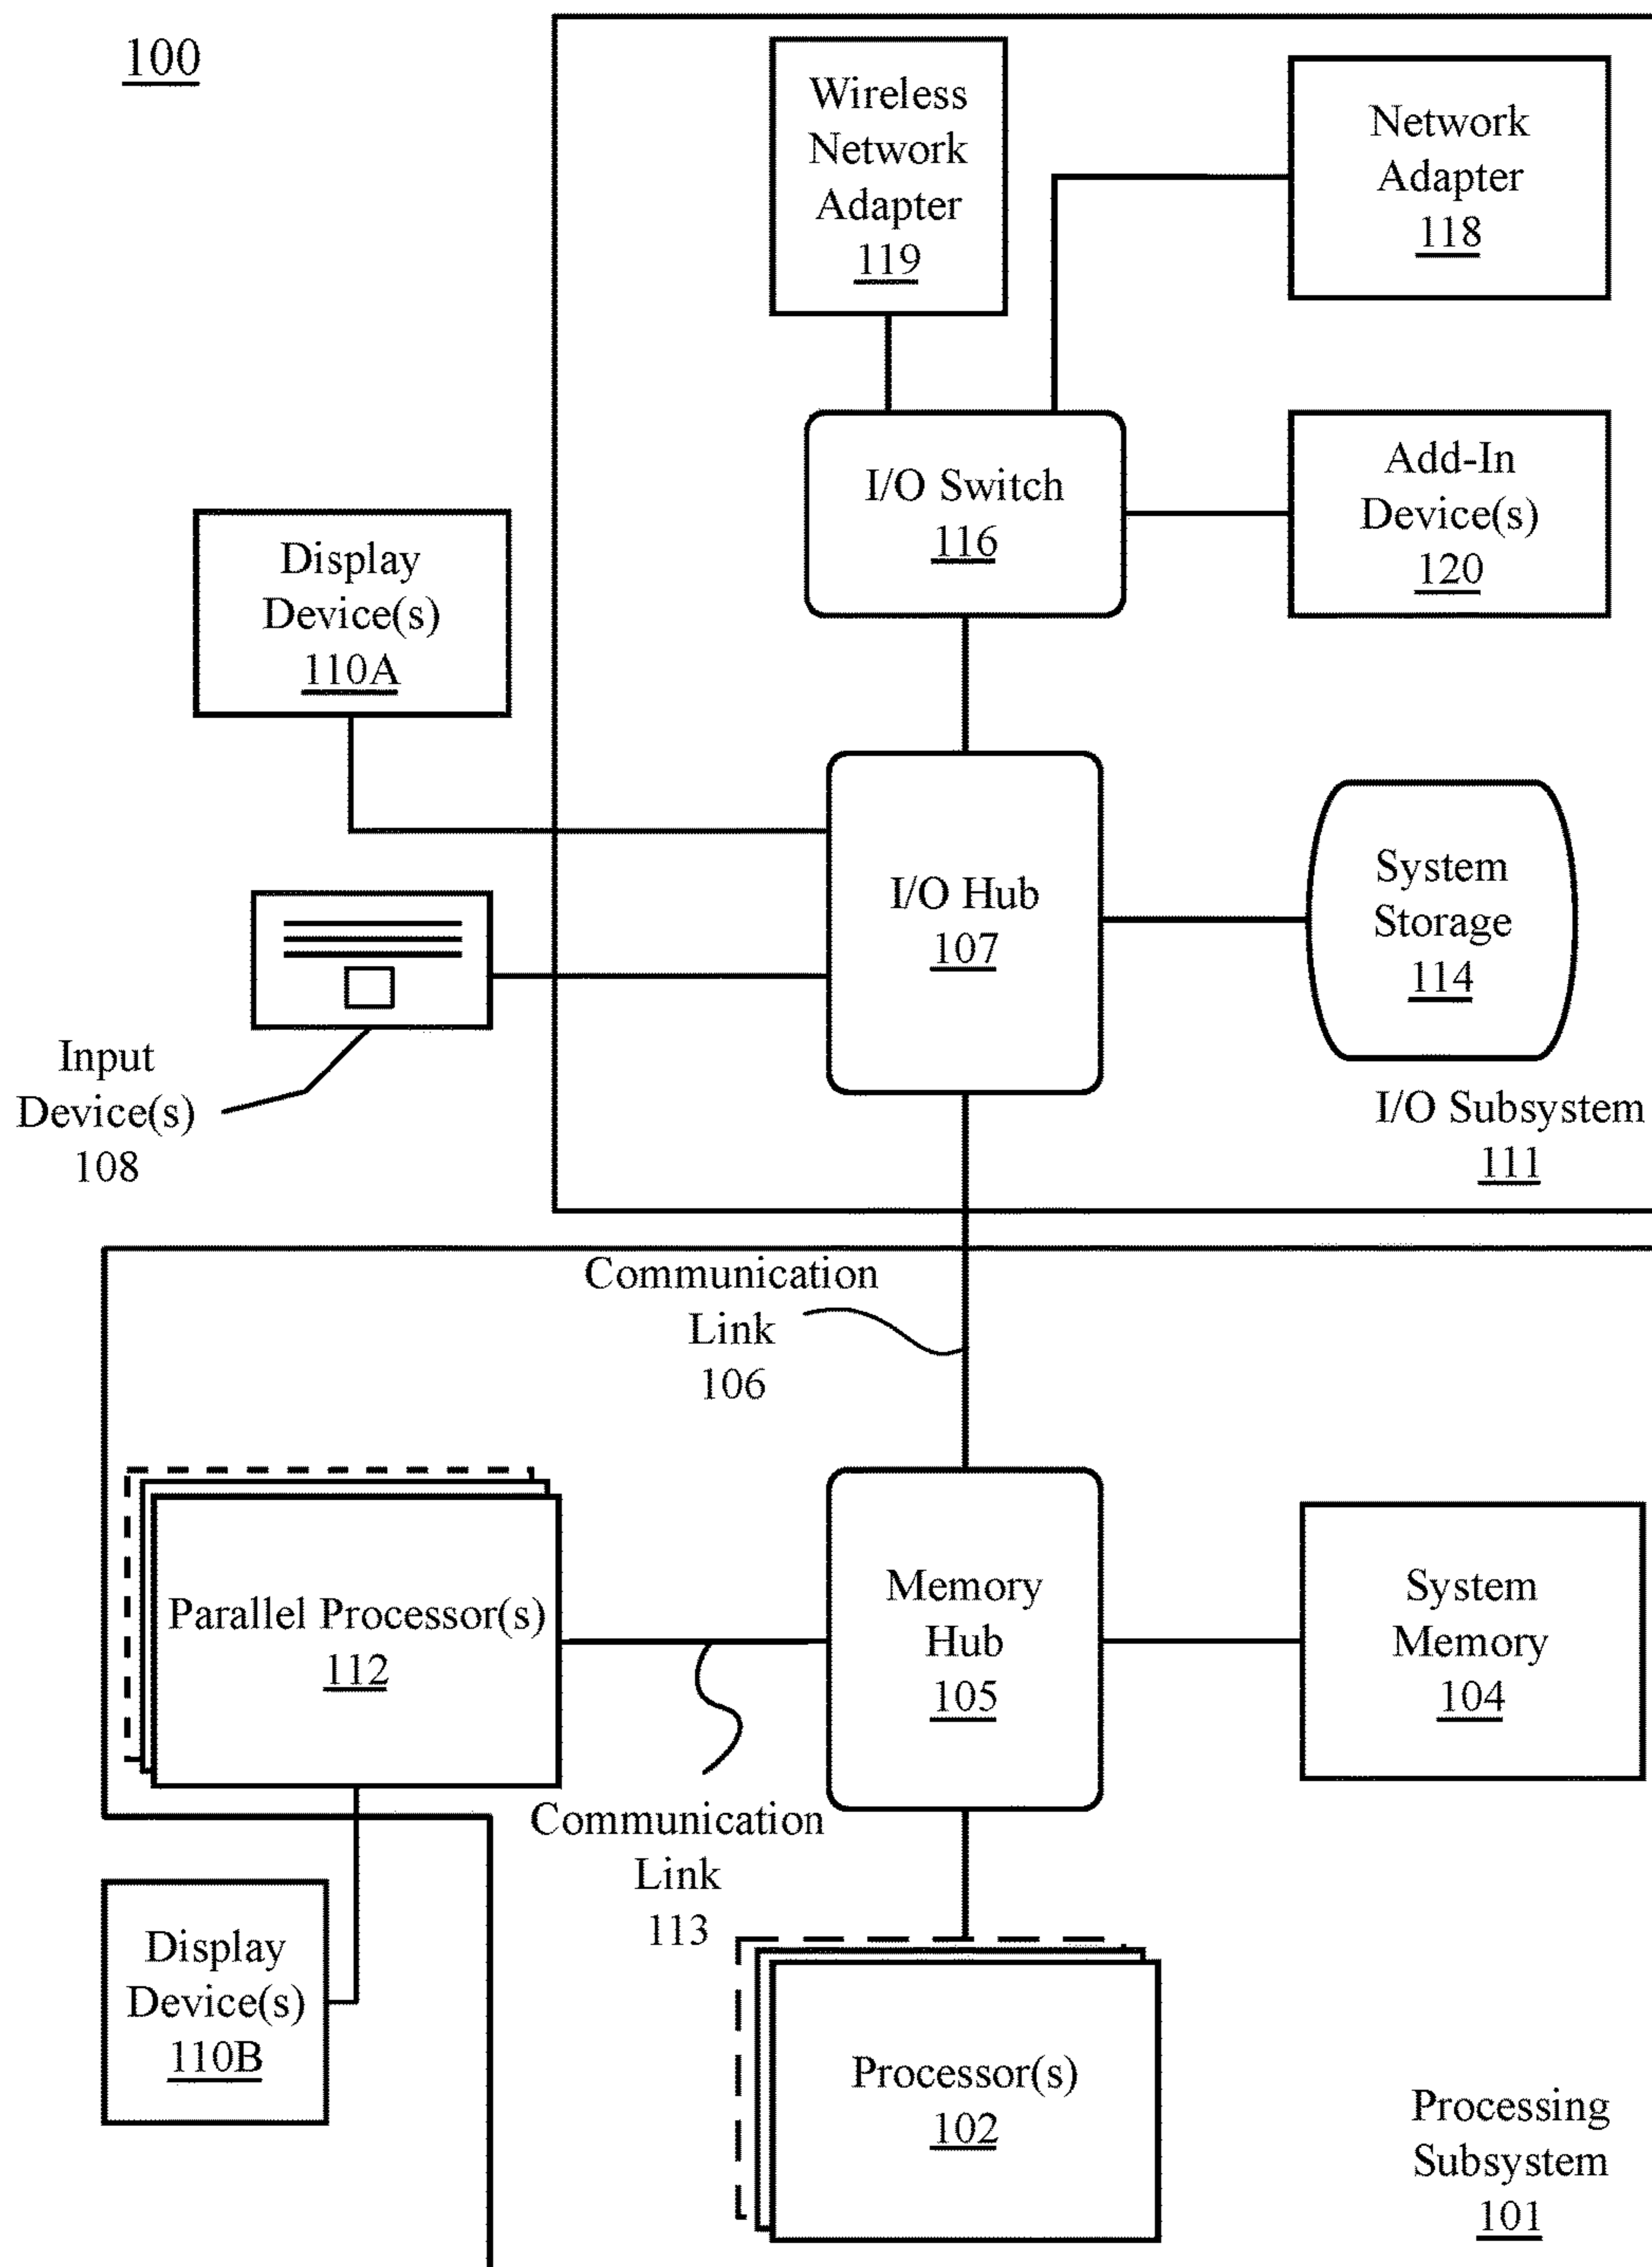 100
Wireless
Network
Adapter
119
Network
Adapter
118
I/O Switch
116
Add-In
Device(s)
120
Display
Device(s)
110A
I/O Hub
107
System
Storage
114
Input
Device(s)
108
I/O Subsystem
111
Communication
Link
106
Parallel Processor(s)
112
Memory
Hub
105
System
Memory
104
Communication
Link
113
Display
Device(s)
110B
Processor(s)
102
Processing
Subsystem
101